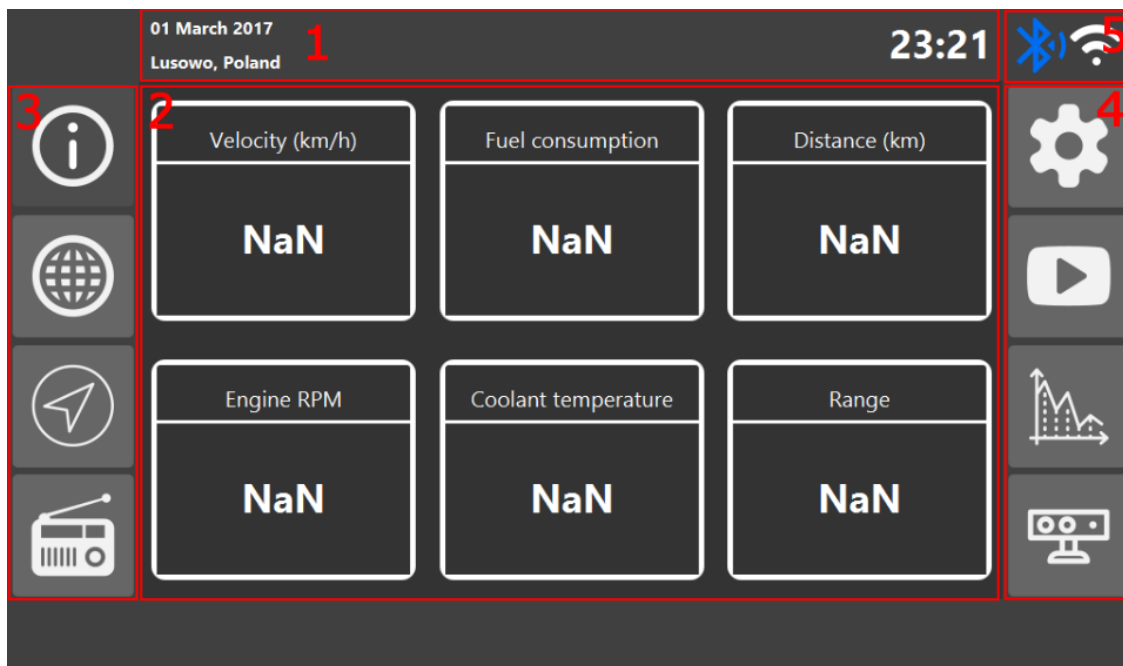 01 March 2017
1
Lusowo, Poland
23:21
5
3
2
4
Velocity (km/h)
Fuel consumption
Distance (km)
NaN
NaN
NaN
Engine RPM
Coolant temperature
Range
NaN
NaN
NaN